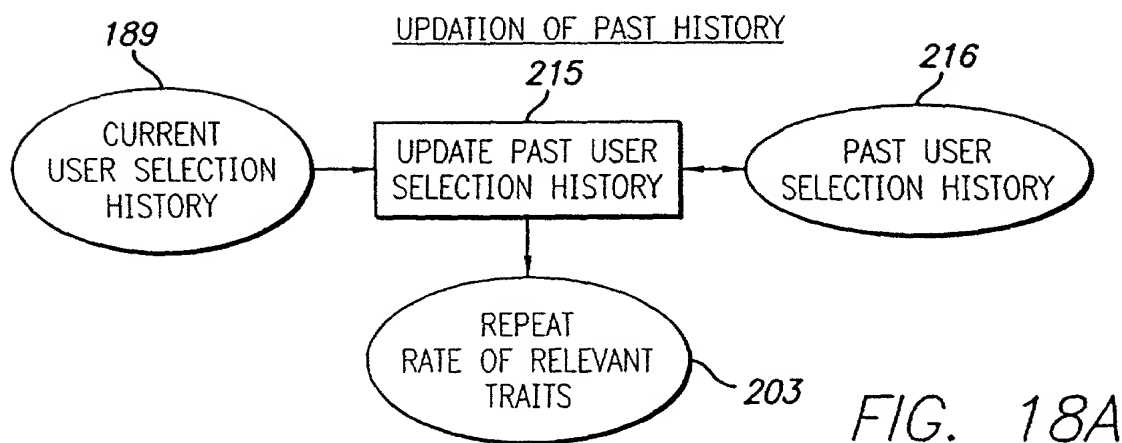 UPDATION OF PAST HISTORY
189
215
216
CURRENT
USER SELECTION
HISTORY
UPDATE PAST USER
SELECTION HISTORY
PAST USER
SELECTION HISTORY
REPEAT
RATE OF RELEVANT
TRAITS
203
FIG. 18A